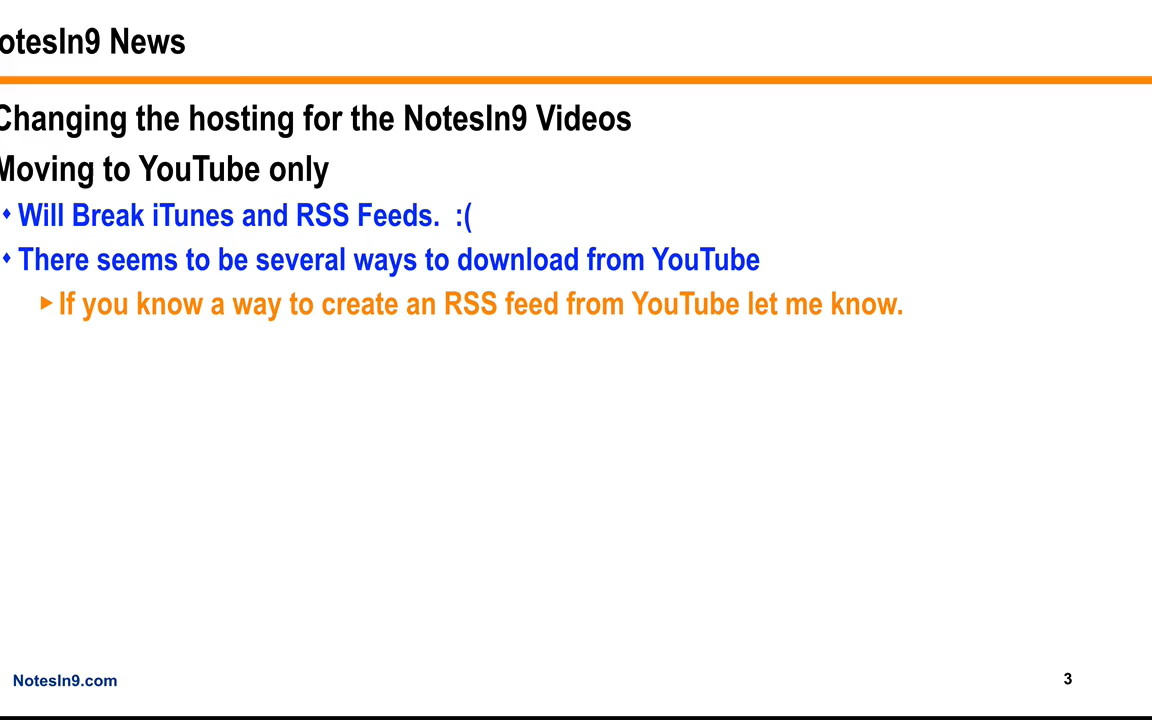 otesIn9 News
Changing the hosting for the NotesIn9 Videos
Moving to YouTube only
Will Break iTunes and RSS Feeds.  :(
There seems to be several ways to download from YouTube
If you know a way to create an RSS feed from YouTube let me know.
NotesIn9.com
3